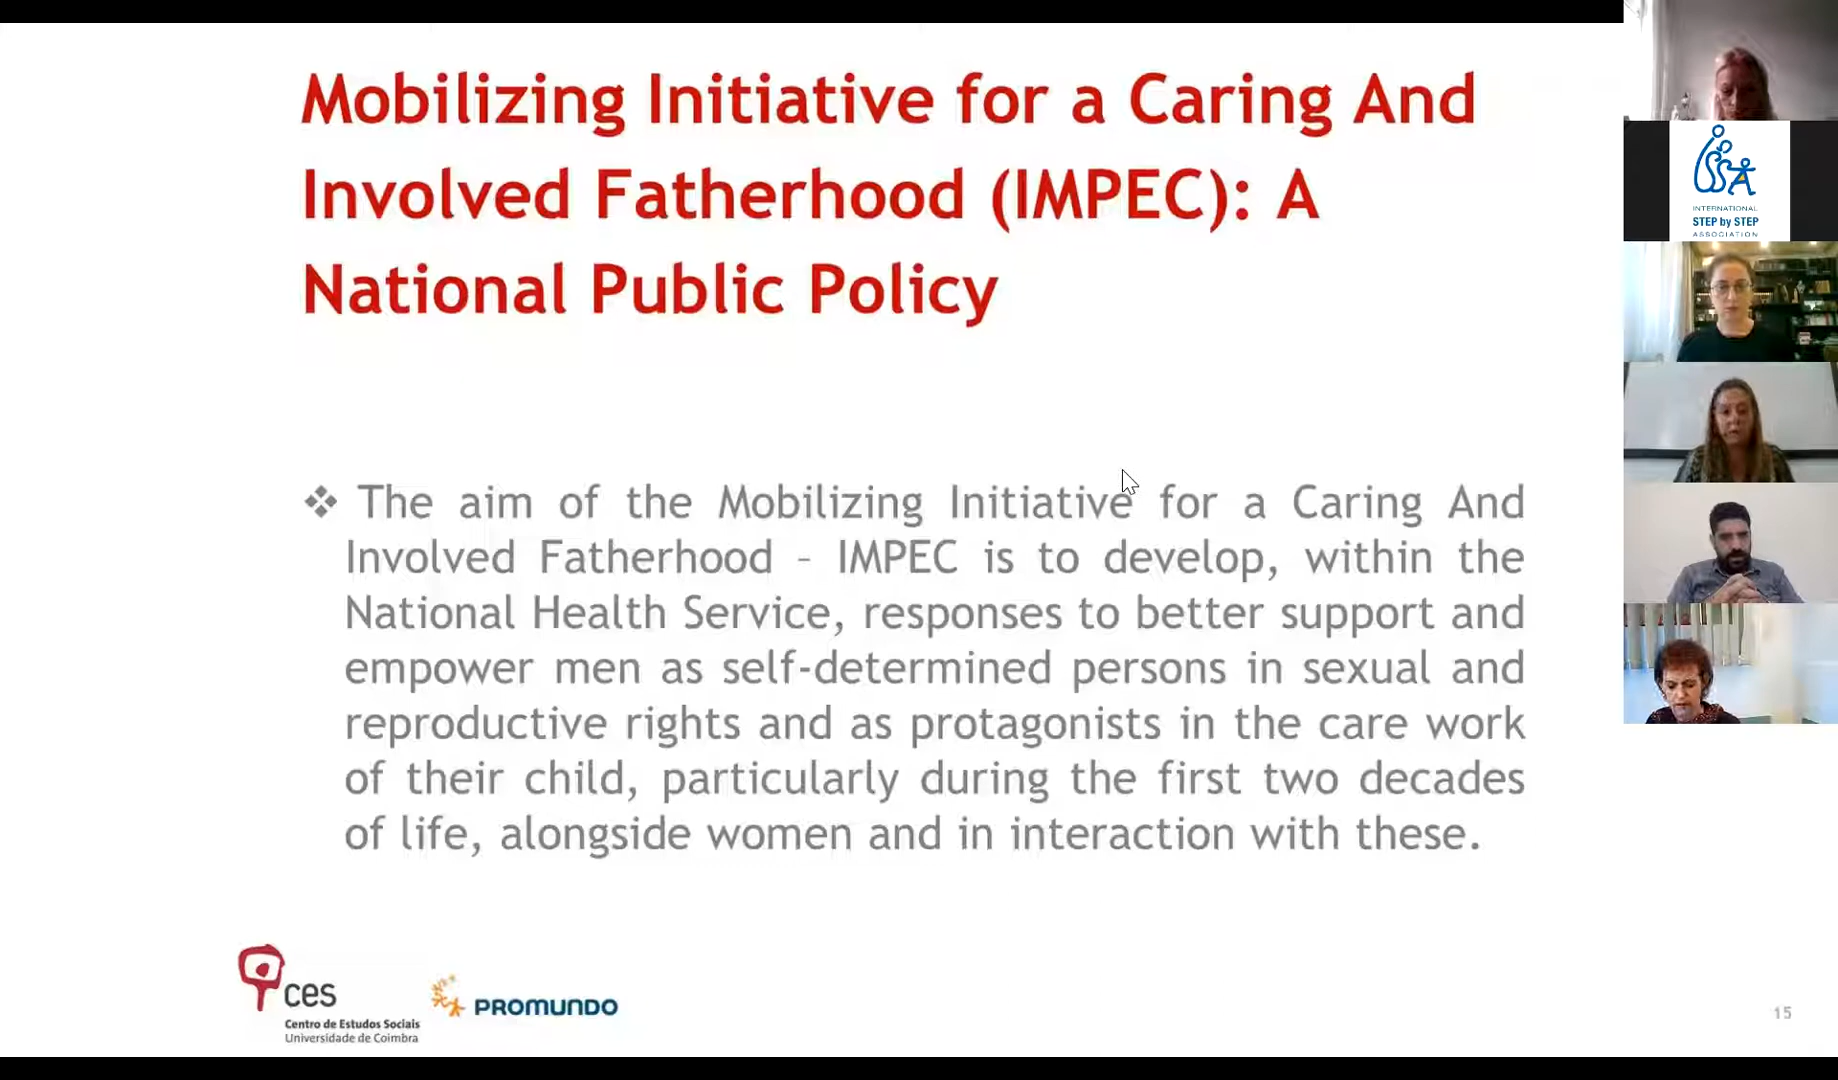 Mobilizing Initiative for a Caring And
Involved Fatherhood (IMPEC): A
National Public Policy
❖ The aim of the Mobilizing Initiative for a Caring And
Involved Fatherhood – IMPEC is to develop, within the
National Health Service, responses to better support and
empower men as self-determined persons in sexual and
reproductive rights and as protagonists in the care work
of their child, particularly during the first two decades
of life, alongside women and in interaction with these.
ces
Centro de Estudos Sociais
Universidade de Coimbra
PROMUNDO
15
ISSA
INTERNATIONAL
STEP by STEP
ASSOCIATION